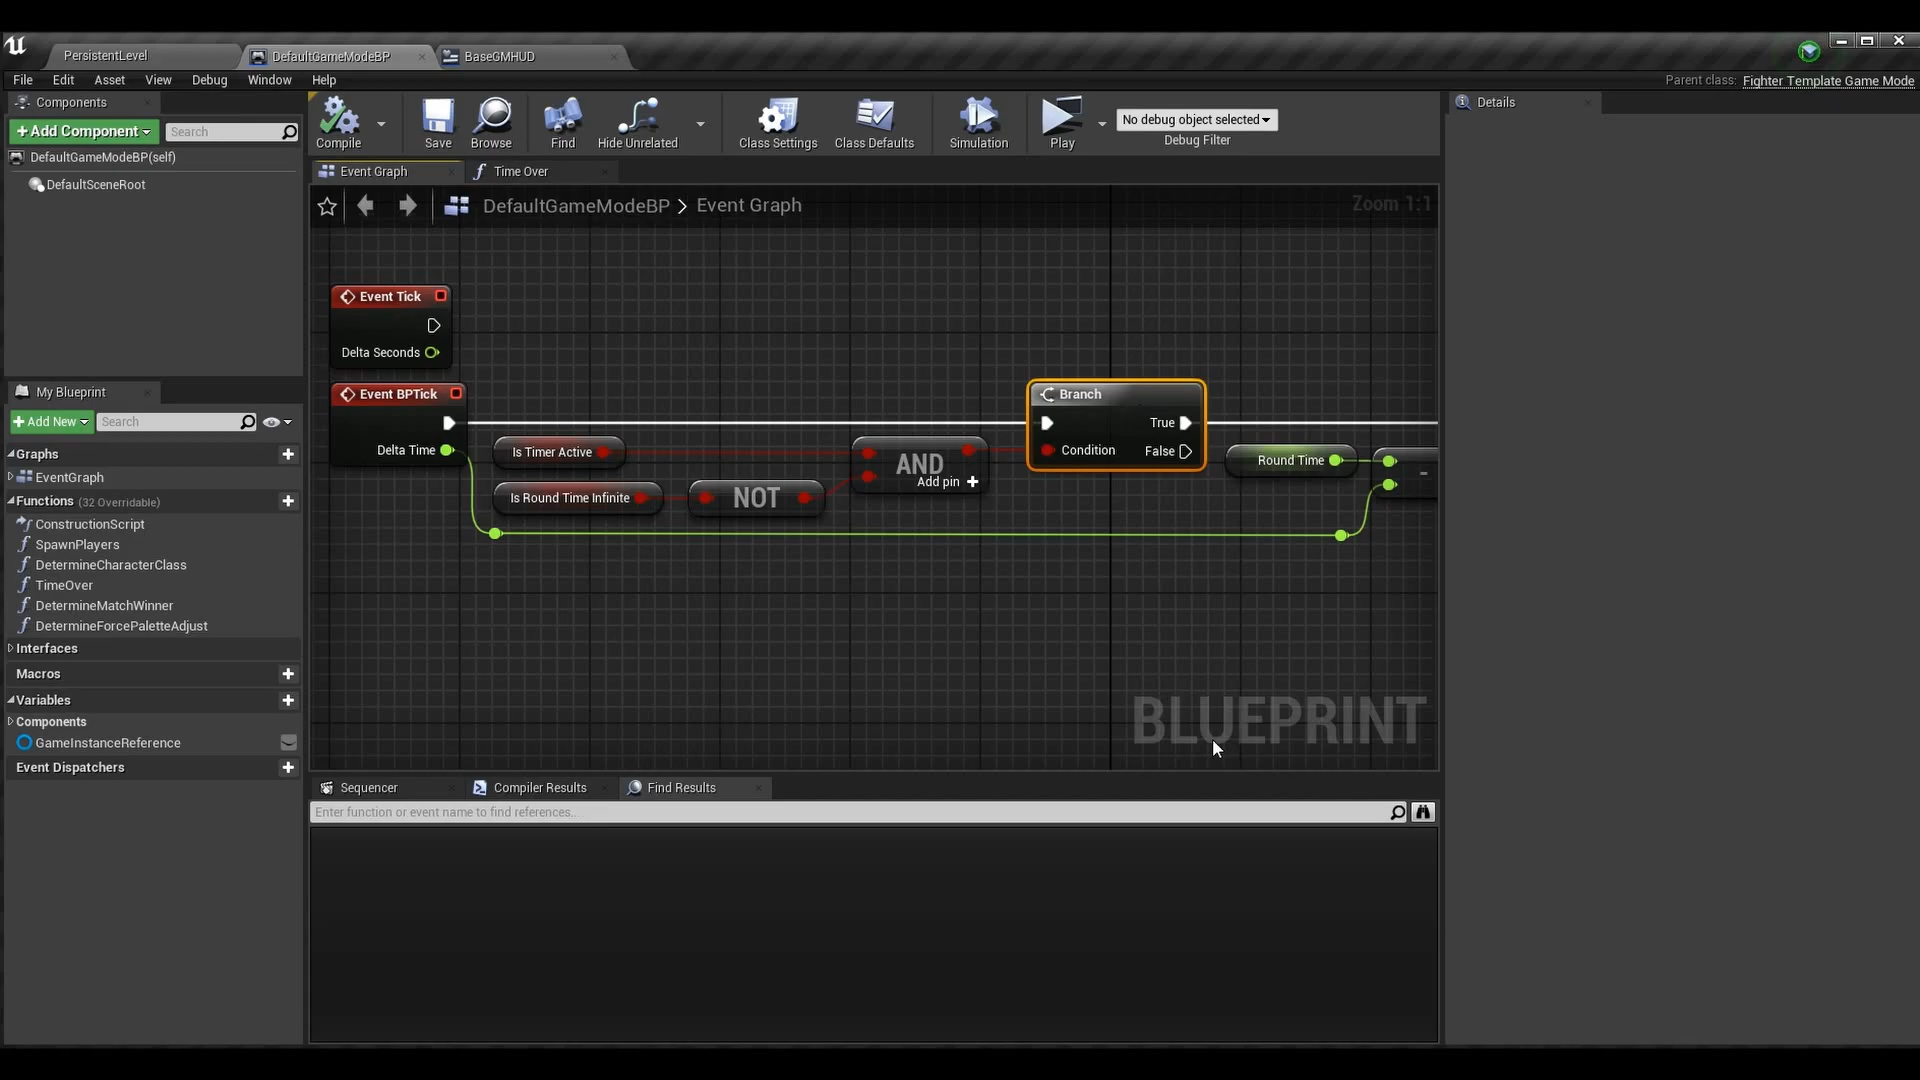 PersistentLevel
DefaultGameModeBP
BaseGMHUD
File Edit Asset View Debug Window Help
Parent class: Fighter Template Game Mode
Components
Details
+Add Component
Search
Compile
Save
Browse
Find
Hide Unrelated
Class Settings
Class Defaults
Simulation
Play
No debug object selected
Debug Filter
DefaultGameModeBP(self)
DefaultSceneRoot
Event Graph
Time Over
DefaultGameModeBP > Event Graph
Zoom 1:1
Event Tick
Delta Seconds
Event BPTick
Delta Time
Is Timer Active
Is Round Time Infinite
NOT
AND
Add pin +
Branch
True
Condition
False
Round Time
-
BLUEPRINT
My Blueprint
+Add New
Search
Graphs
EventGraph
Functions (32 Overridable)
ConstructionScript
SpawnPlayers
DetermineCharacterClass
TimeOver
DetermineMatchWinner
DetermineForcePaletteAdjust
Interfaces
Macros
Variables
Components
GameInstanceReference
Event Dispatchers
Sequencer
Compiler Results
Find Results
Enter function or event name to find references...